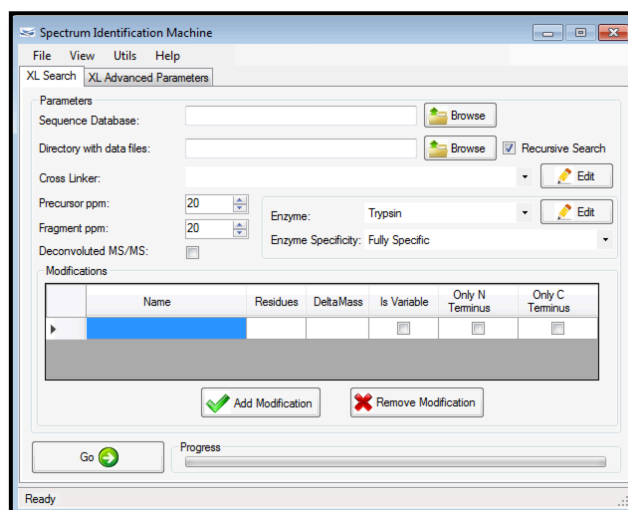 Spectrum Identification Machine
File View Utils Help
XL Search XL Advanced Parameters
Parameters
Sequence Database: Browse
Directory with data files: Browse Recursive Search
Cross Linker: Edit
Precursor ppm: 20
Enzyme: Trypsin Edit
Fragment ppm: 20
Enzyme Specificity: Fully Specific
Deconvoluted MS/MS:
Modifications
Name Residues DeltaMass Is Variable Only N Terminus Only C Terminus
Add Modification Remove Modification
Go Progress
Ready